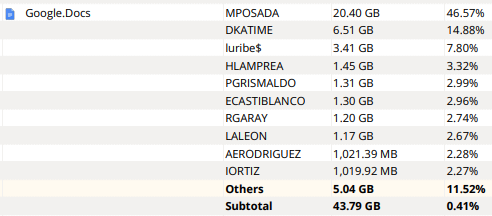 Google.Docs MPOSADA 20.40 GB 46.57%
DKATIME 6.51 GB 14.88%
luribe$ 3.41 GB 7.80%
HLAMPREA 1.45 GB 3.32%
PGRISMALDO 1.31 GB 2.99%
ECASTIBLANCO 1.30 GB 2.96%
RGARAY 1.20 GB 2.74%
LALEON 1.17 GB 2.67%
AERODRIGUEZ 1,021.39 MB 2.28%
IORTIZ 1,019.92 MB 2.27%
Others 5.04 GB 11.52%
Subtotal 43.79 GB 0.41%